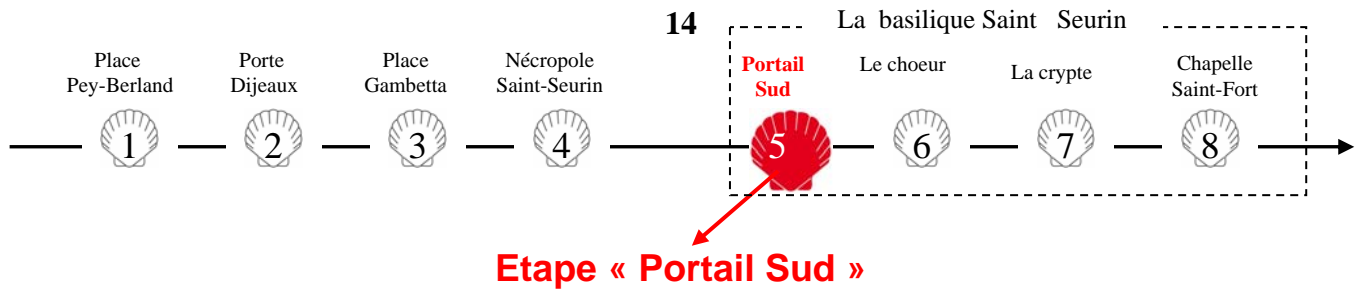 14
La basilique Saint Seurin
Place
Pey-Berland
Porte
Dijeaux
Place
Gambetta
Nécropole
Saint-Seurin
Portail
Sud
Le choeur
La crypte
Chapelle
Saint-Fort
1
2
3
4
5
6
7
8
Etape « Portail Sud »